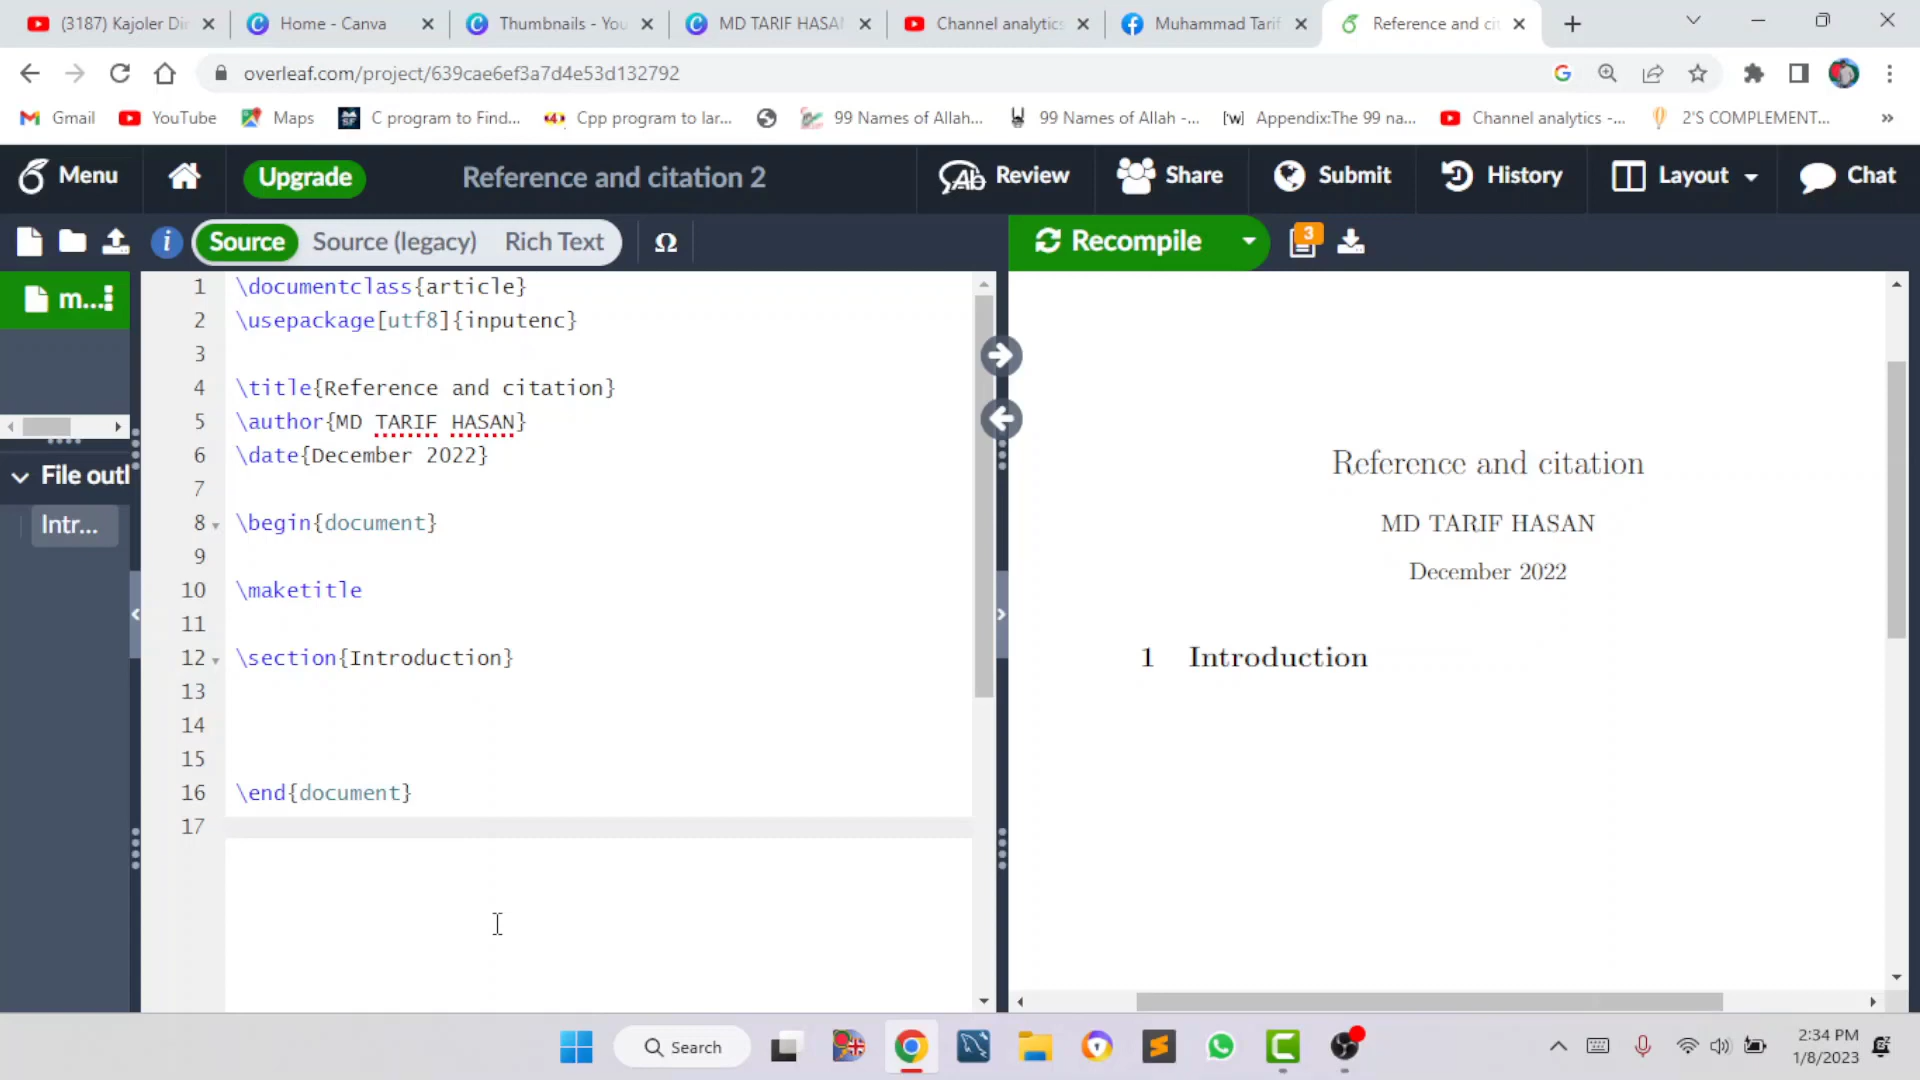 (3187) Kajoler Di
Home - Canva
Thumbnails - You
MD TARIF HASA
Channel analytics
Muhammad Tarif
Reference and cit
overleaf.com/project/639cae6ef3a7d4e53d132792
Gmail
YouTube
Maps
C program to Find...
Cpp program to lar...
99 Names of Allah...
99 Names of Allah -...
[w] Appendix:The 99 na...
Channel analytics -...
2'S COMPLEMENT...
»
Menu
Upgrade
Reference and citation 2
Review
Share
Submit
History
Layout
Chat
Source
Source (legacy)
Rich Text
Ω
Recompile
3
m...
File outl
Intr...
1 \documentclass{article}
2 \usepackage[utf8]{inputenc}
3
4 \title{Reference and citation}
5 \author{MD TARIF HASAN}
6 \date{December 2022}
7
8 \begin{document}
9
10 \maketitle
11
12 \section{Introduction}
13
14
15
16 \end{document}
17
Reference and citation
MD TARIF HASAN
December 2022
1 Introduction
Search
2:34 PM
1/8/2023